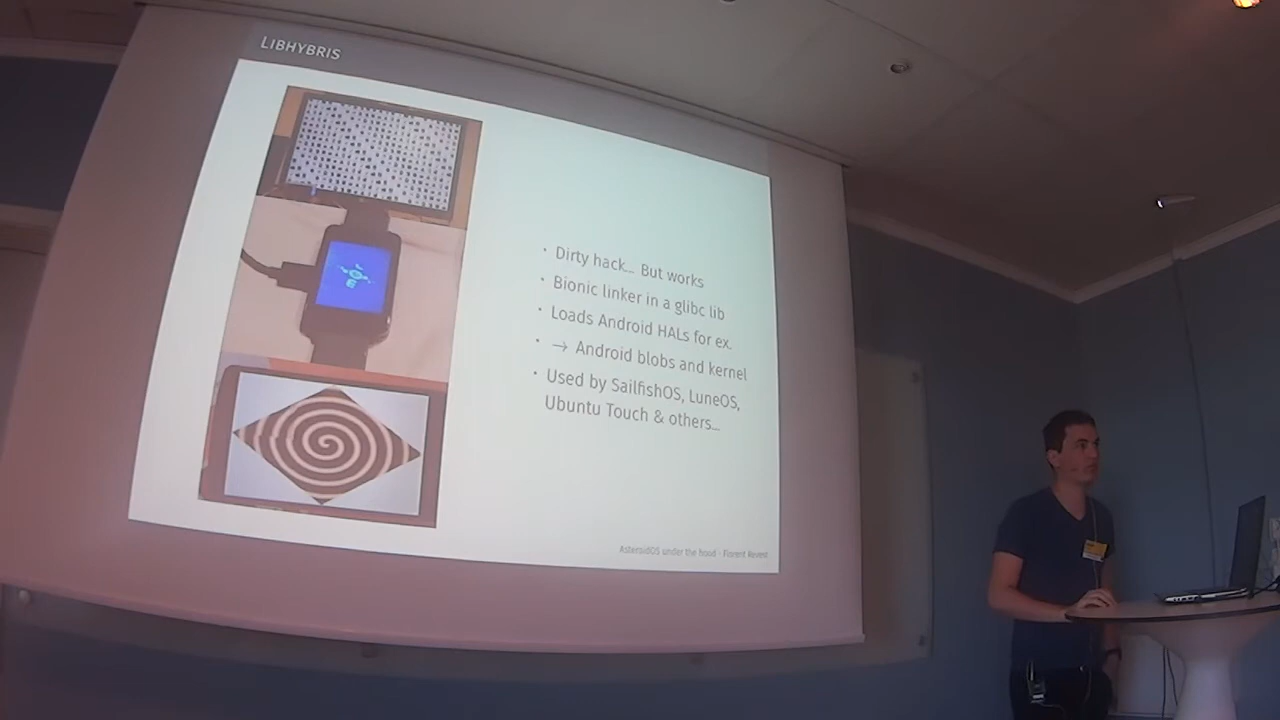 LIBHYBRIS
• Dirty hack... But works
• Bionic linker in a glibc lib
• Loads Android HALs for ex.
• → Android blobs and kernel
• Used by SailfishOS, LuneOS,
Ubuntu Touch & others...
AsteroidOS under the hood - Florent Revest